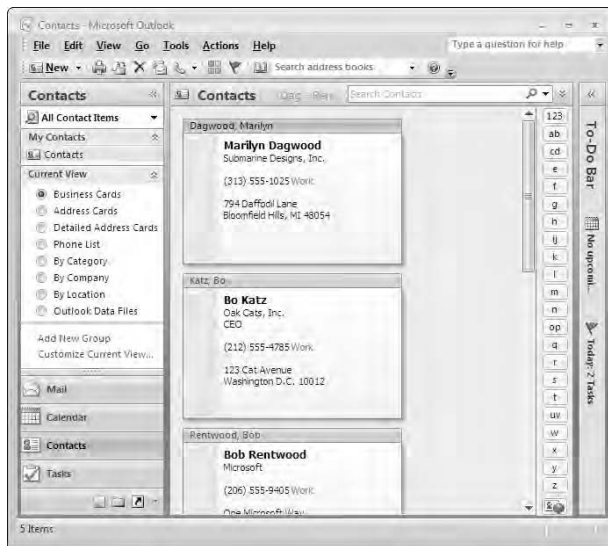 Contacts - Microsoft Outlook
File Edit View Go Tools Actions Help
Type a question for help
New
Search address books
Contacts
All Contact Items
My Contacts
Contacts
Current View
Business Cards
Address Cards
Detailed Address Cards
Phone List
By Category
By Company
By Location
Outlook Data Files
Add New Group
Customize Current View...
Mail
Calendar
Contacts
Tasks
Contacts
Search Contacts
Dagwood, Marilyn
Marilyn Dagwood
Submarine Designs, Inc.
(313) 555-1025 Work
794 Daffodil Lane
Bloomfield Hills, MI 48054
Katz, Bo
Bo Katz
Oak Cats, Inc.
CEO
(212) 555-4785 Work
123 Cat Avenue
Washington D.C. 10012
Rentwood, Bob
Bob Rentwood
Microsoft
(206) 555-9405 Work
One Microsoft Way
123
ab
cd
e
f
g
h
ij
k
l
m
n
op
q
r
s
t
uv
w
x
y
z
To-Do Bar
No upcomi...
Today: 2 Tasks
5 Items